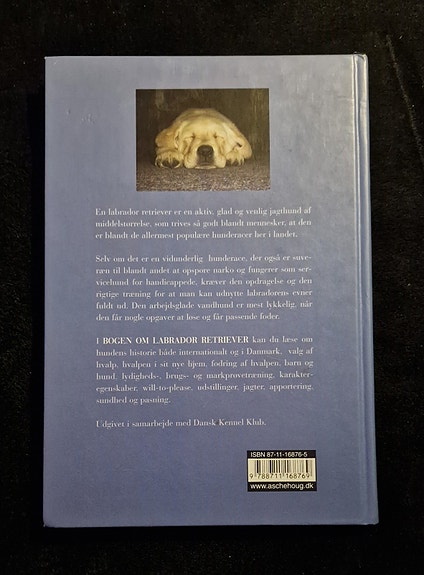 En labrador retriever er en aktiv, glad og venlig jagthund af
middelstørrelse, som trives så godt blandt mennesker, at den
er blandt de allermest populære hunderacer her i landet.
Selv om det er en vidunderlig hunderace, der også er suve-
ræn til blandt andet at opspore narko og fungerer som ser-
vicehund for handicappede, kræver den opdragelse og den
rigtige træning for at man kan udnytte labradorens evner
fuldt ud. Den arbejdsglade vandhund er mest lykkelig, når
den får nogle opgaver at løse og får passende foder.
I BOGEN OM LABRADOR RETRIEVER kan du læse om
hundens historie både internationalt og i Danmark, valg af
hvalp, hvalpen i sit nye hjem, fodring af hvalpen, barn og
hund, lydigheds-, brugs- og markprøvetræning, karakter-
egenskaber, will-to-please, udstillinger, jagter, apportering,
sundhed og pasning.
Udgivet i samarbejde med Dansk Kennel Klub.
ISBN 87-11-16876-5
9 788711 168769
www.aschehoug.dk